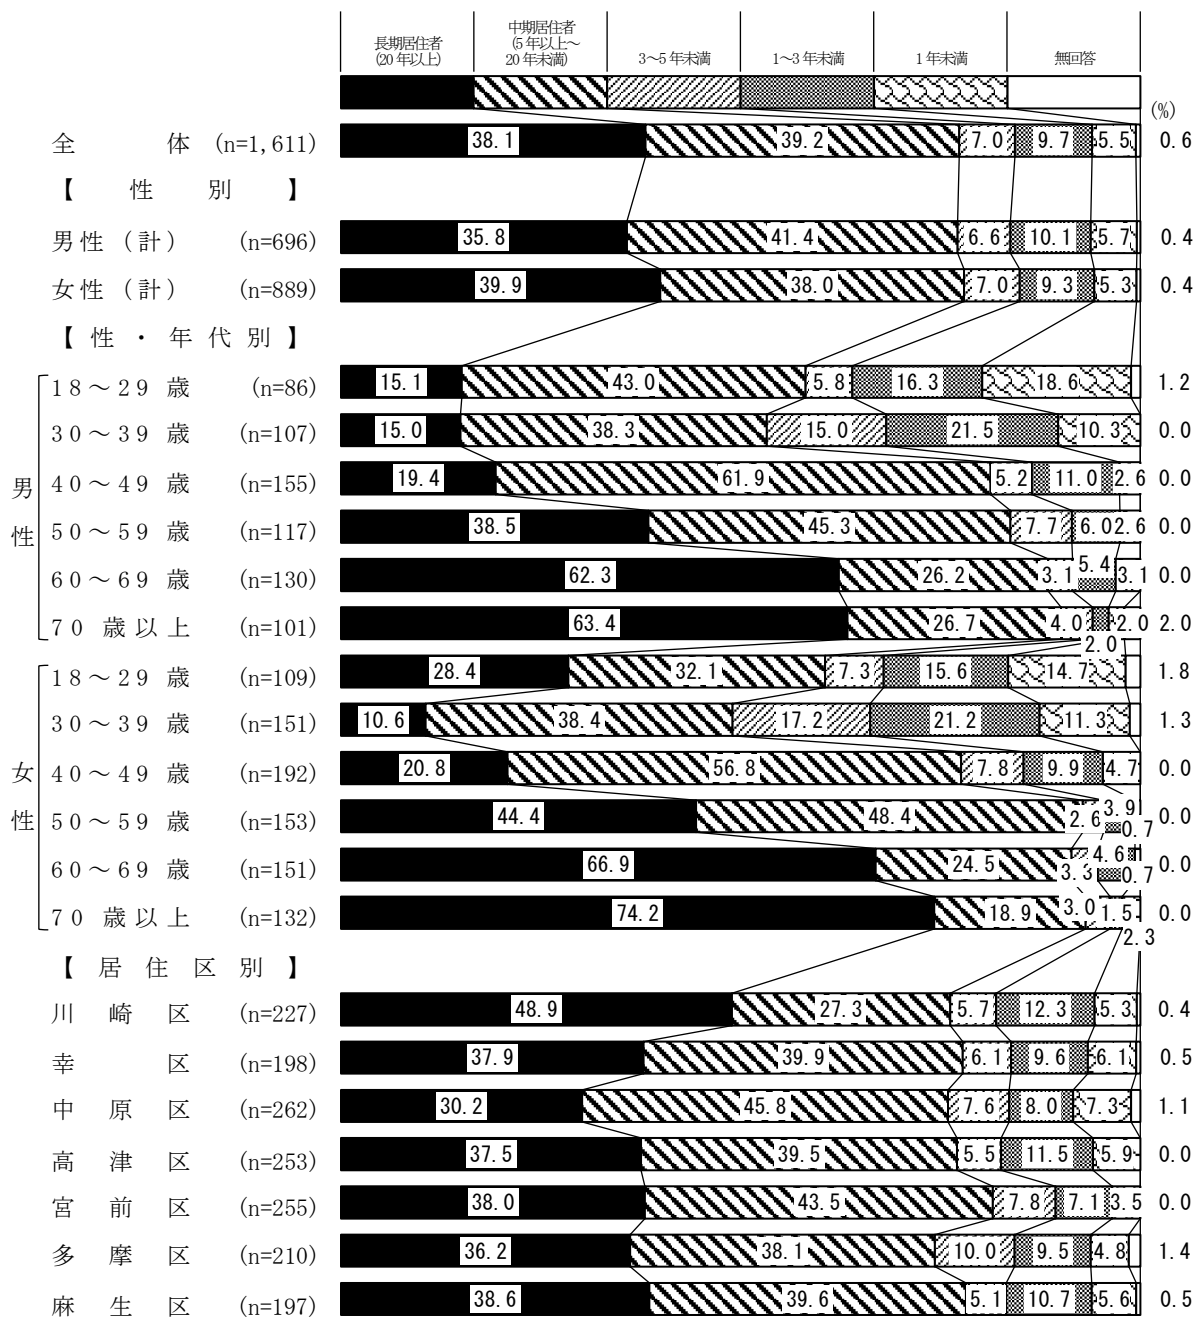 長期居住者
(20年以上)
中期居住者
(5年以上～
20年未満)
3～5年未満
1～3年未満
1年未満
無回答
(%)
全体 (n=1,611) 38.1 39.2 7.0 9.7 5.5 0.6
【性別】
男性（計） (n=696) 35.8 41.4 6.6 10.1 5.7 0.4
女性（計） (n=889) 39.9 38.0 7.0 9.3 5.3 0.4
【性・年代別】
男性
18～29歳 (n=86) 15.1 43.0 5.8 16.3 18.6 1.2
30～39歳 (n=107) 15.0 38.3 15.0 21.5 10.3 0.0
40～49歳 (n=155) 19.4 61.9 5.2 11.0 2.6 0.0
50～59歳 (n=117) 38.5 45.3 7.7 6.0 2.6 0.0
60～69歳 (n=130) 62.3 26.2 3.1 5.4 3.1 0.0
70歳以上 (n=101) 63.4 26.7 4.0 2.0 2.0 2.0
女性
18～29歳 (n=109) 28.4 32.1 7.3 15.6 14.7 1.8
30～39歳 (n=151) 10.6 38.4 17.2 21.2 11.3 1.3
40～49歳 (n=192) 20.8 56.8 7.8 9.9 4.7 0.0
50～59歳 (n=153) 44.4 48.4 2.6 3.9 0.7 0.0
60～69歳 (n=151) 66.9 24.5 3.3 4.6 0.7 0.0
70歳以上 (n=132) 74.2 18.9 3.0 1.5 2.3 0.0
【居住区別】
川崎区 (n=227) 48.9 27.3 5.7 12.3 5.3 0.4
幸区 (n=198) 37.9 39.9 6.1 9.6 6.1 0.5
中原区 (n=262) 30.2 45.8 7.6 8.0 7.3 1.1
高津区 (n=253) 37.5 39.5 5.5 11.5 5.9 0.0
宮前区 (n=255) 38.0 43.5 7.8 7.1 3.5 0.0
多摩区 (n=210) 36.2 38.1 10.0 9.5 4.8 1.4
麻生区 (n=197) 38.6 39.6 5.1 10.7 5.6 0.5